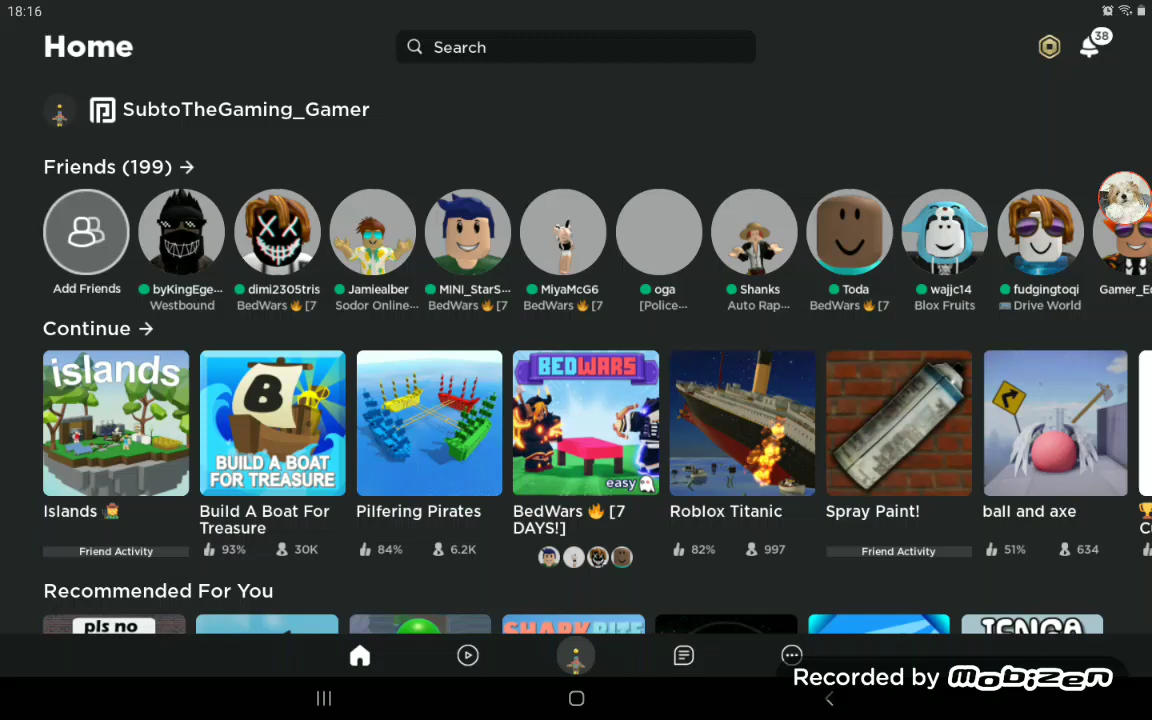 18:16
Home
Search
38
SubtoTheGaming_Gamer
Friends (199) →
Add Friends
byKingEge...
Westbound
dimi2305tris
BedWars 🔥 [7
Jamiealber
Sodor Online...
MINI_StarS...
BedWars 🔥 [7
MiyaMcG6
BedWars 🔥 [7
oga
[Police...
Shanks
Auto Rap...
Toda
BedWars 🔥 [7
wajjc14
Blox Fruits
fudgingtoqi
Drive World
Gamer_Ec
Continue →
islands
B
BUILD A BOAT
FOR TREASURE
BEDWARS
easy
Islands
Build A Boat For
Treasure
Pilfering Pirates
BedWars 🔥 [7
DAYS!]
Roblox Titanic
Spray Paint!
ball and axe
Friend Activity
93% 30K
84% 6.2K
82% 997
Friend Activity
51% 634
Recommended For You
pls no
SHARKBITE
JENGA
Recorded by Mobizen